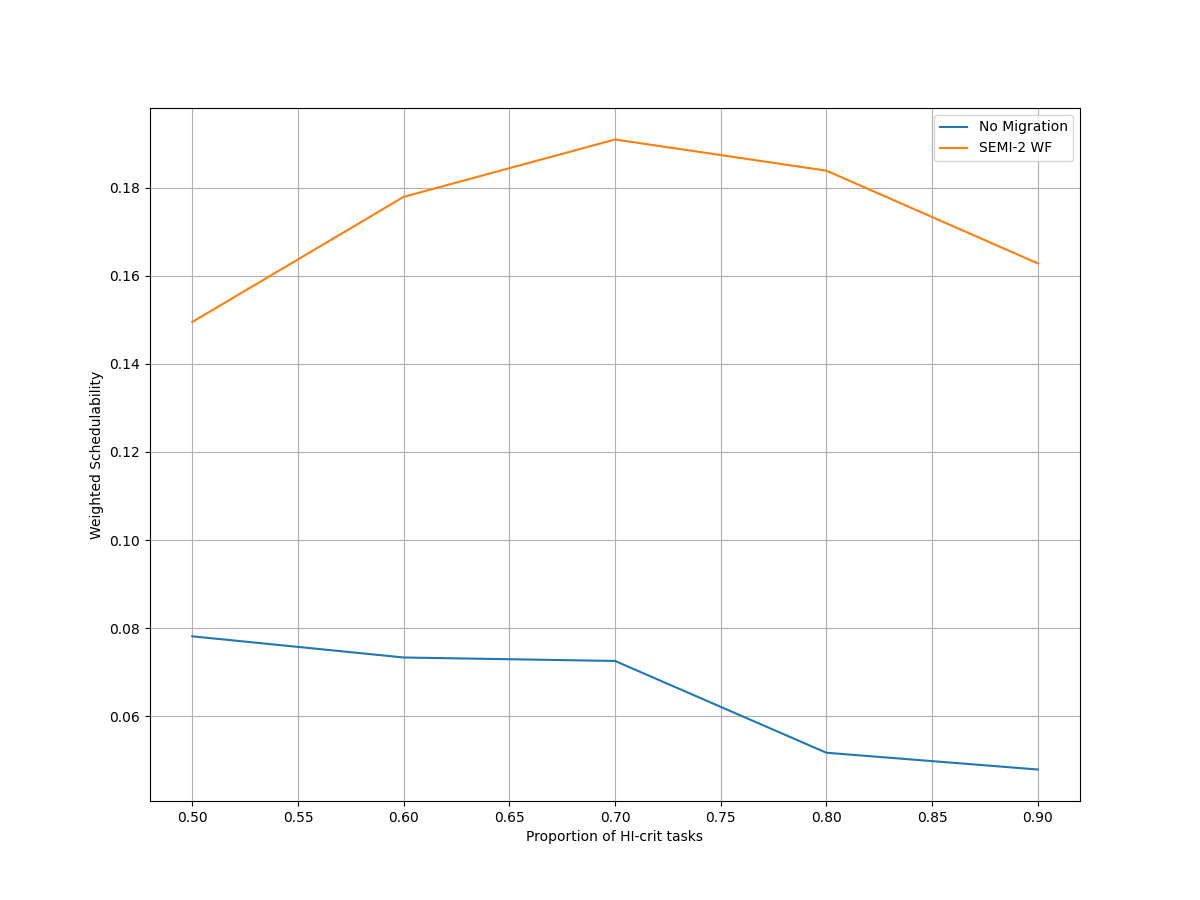 No Migration
SEMI-2 WF
Weighted Schedulability
0.18
0.16
0.14
0.12
0.10
0.08
0.06
0.50 0.55 0.60 0.65 0.70 0.75 0.80 0.85 0.90
Proportion of HI-crit tasks